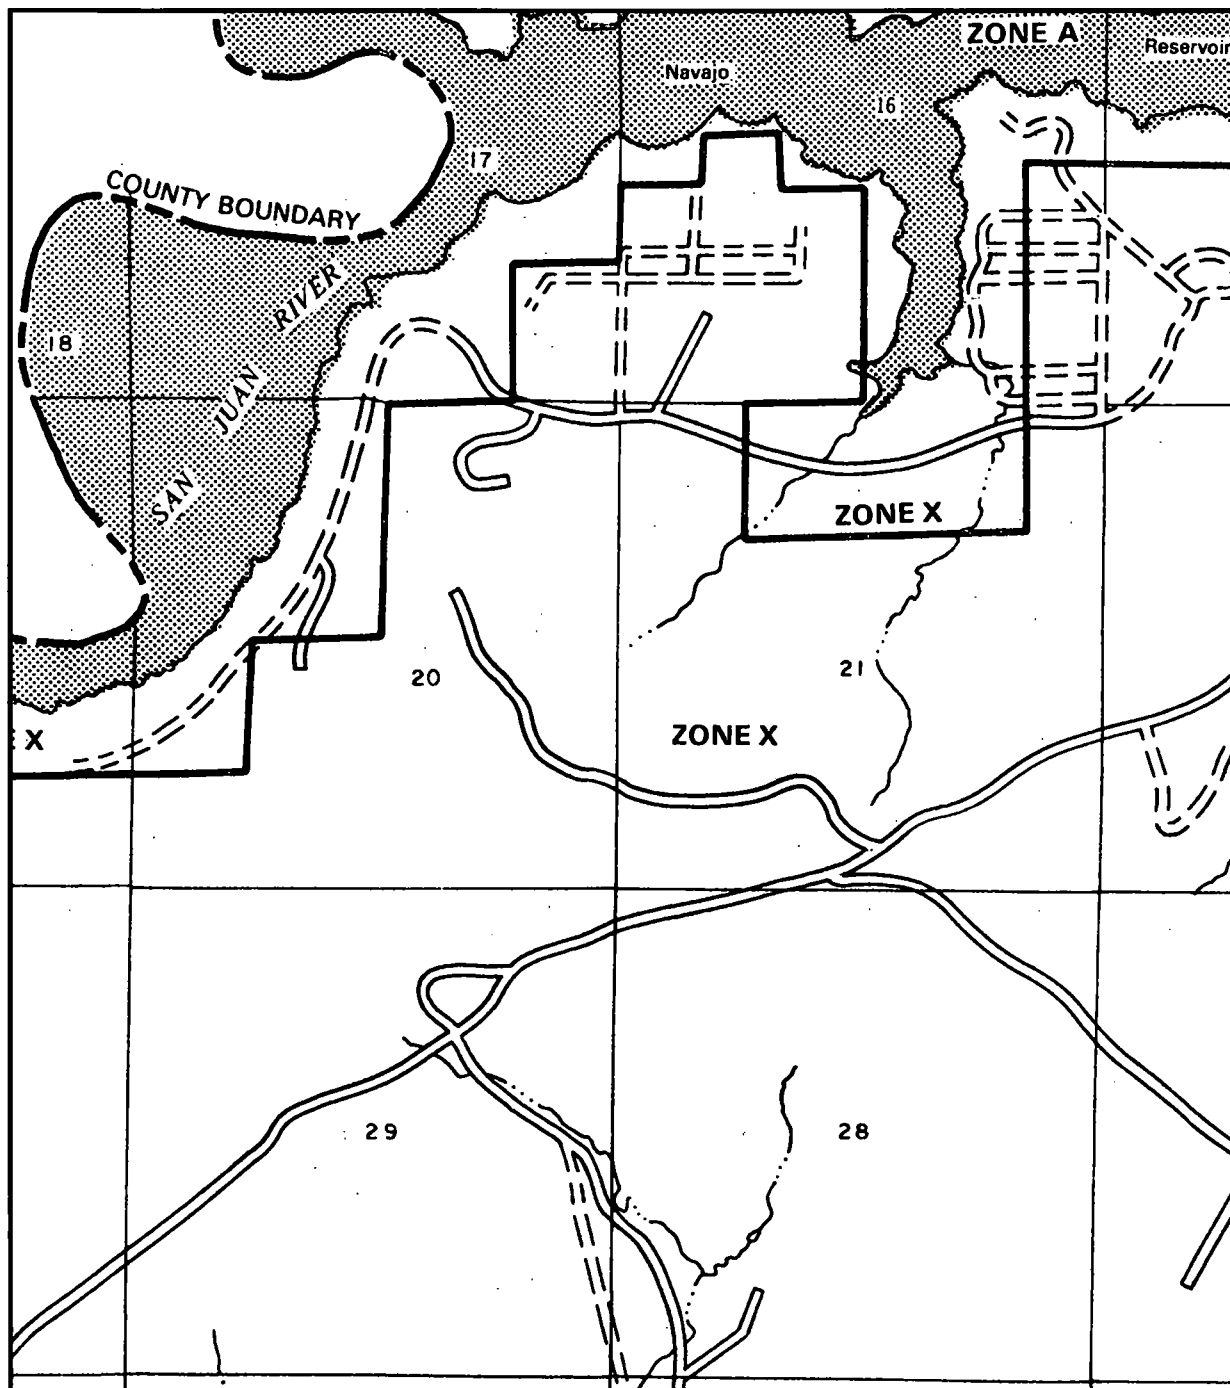 ZONE A
Reservoir
Navajo
16
17
COUNTY BOUNDARY
SAN JUAN RIVER
18
ZONE X
20
21
ZONE X
E X
29
28